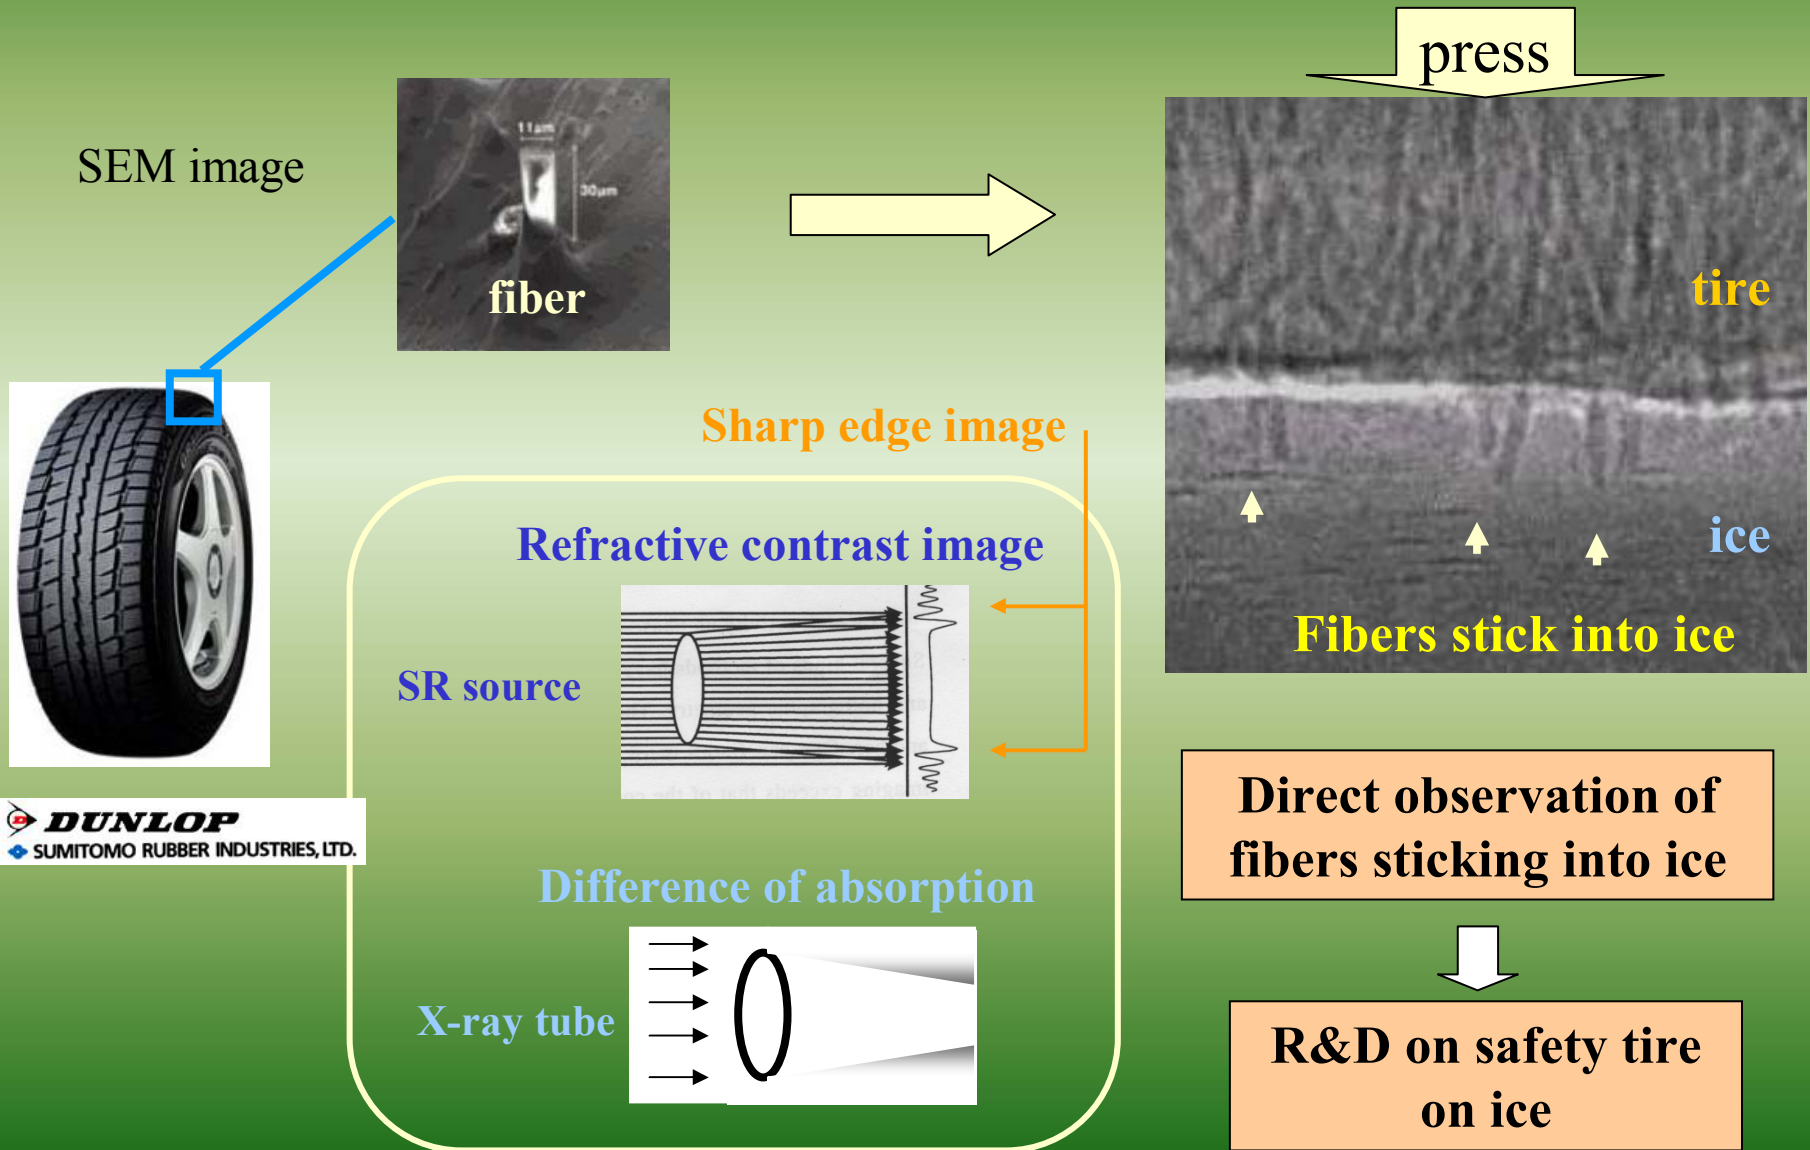 press
SEM image
11μm
30μm
fiber
tire
Sharp edge image
Refractive contrast image
ice
Fibers stick into ice
SR source
Direct observation of
fibers sticking into ice
DUNLOP
SUMITOMO RUBBER INDUSTRIES, LTD.
Difference of absorption
X-ray tube
R&D on safety tire
on ice